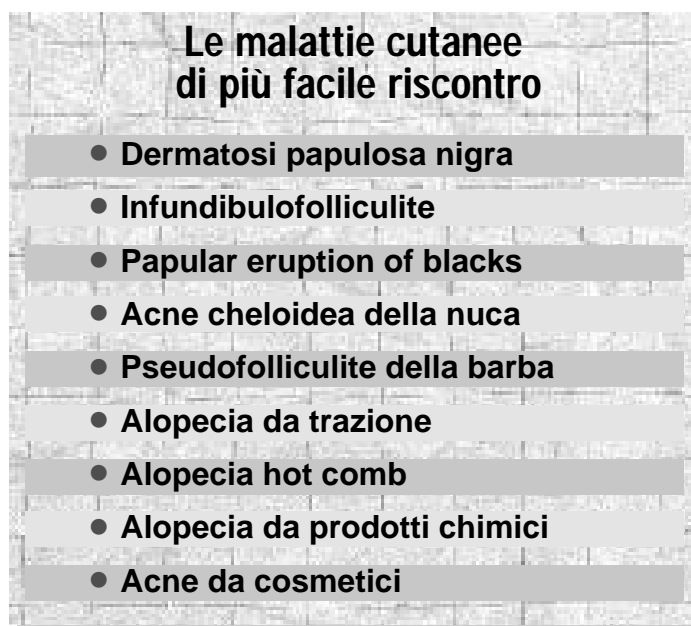 Le malattie cutanee
di più facile riscontro
• Dermatosi papulosa nigra
• Infundibulofolliculite
• Papular eruption of blacks
• Acne cheloidea della nuca
• Pseudofolliculite della barba
• Alopecia da trazione
• Alopecia hot comb
• Alopecia da prodotti chimici
• Acne da cosmetici